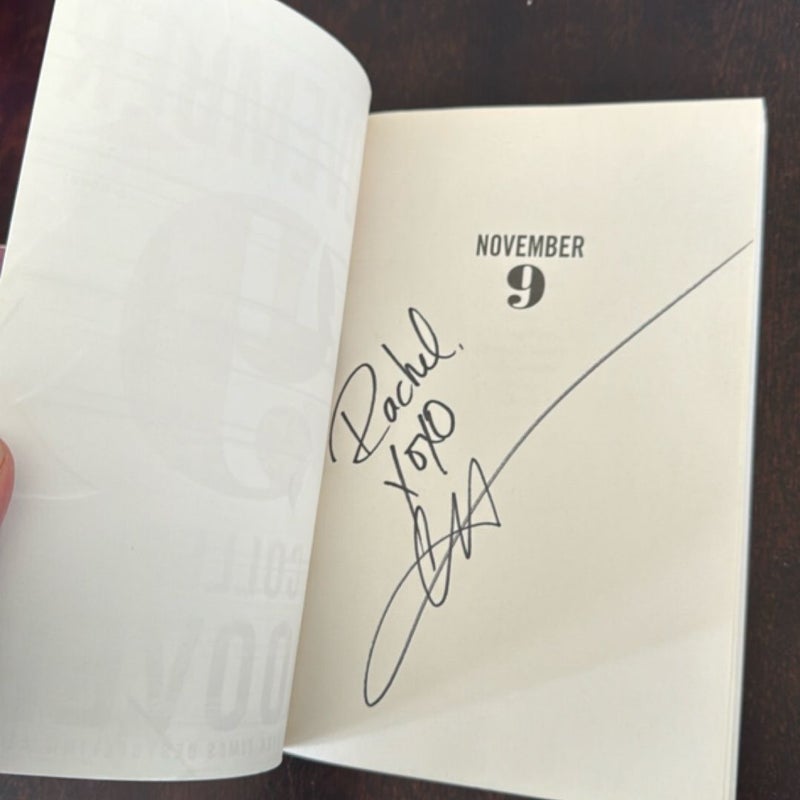 NOVEMBER
9
Rachel.
XOXO